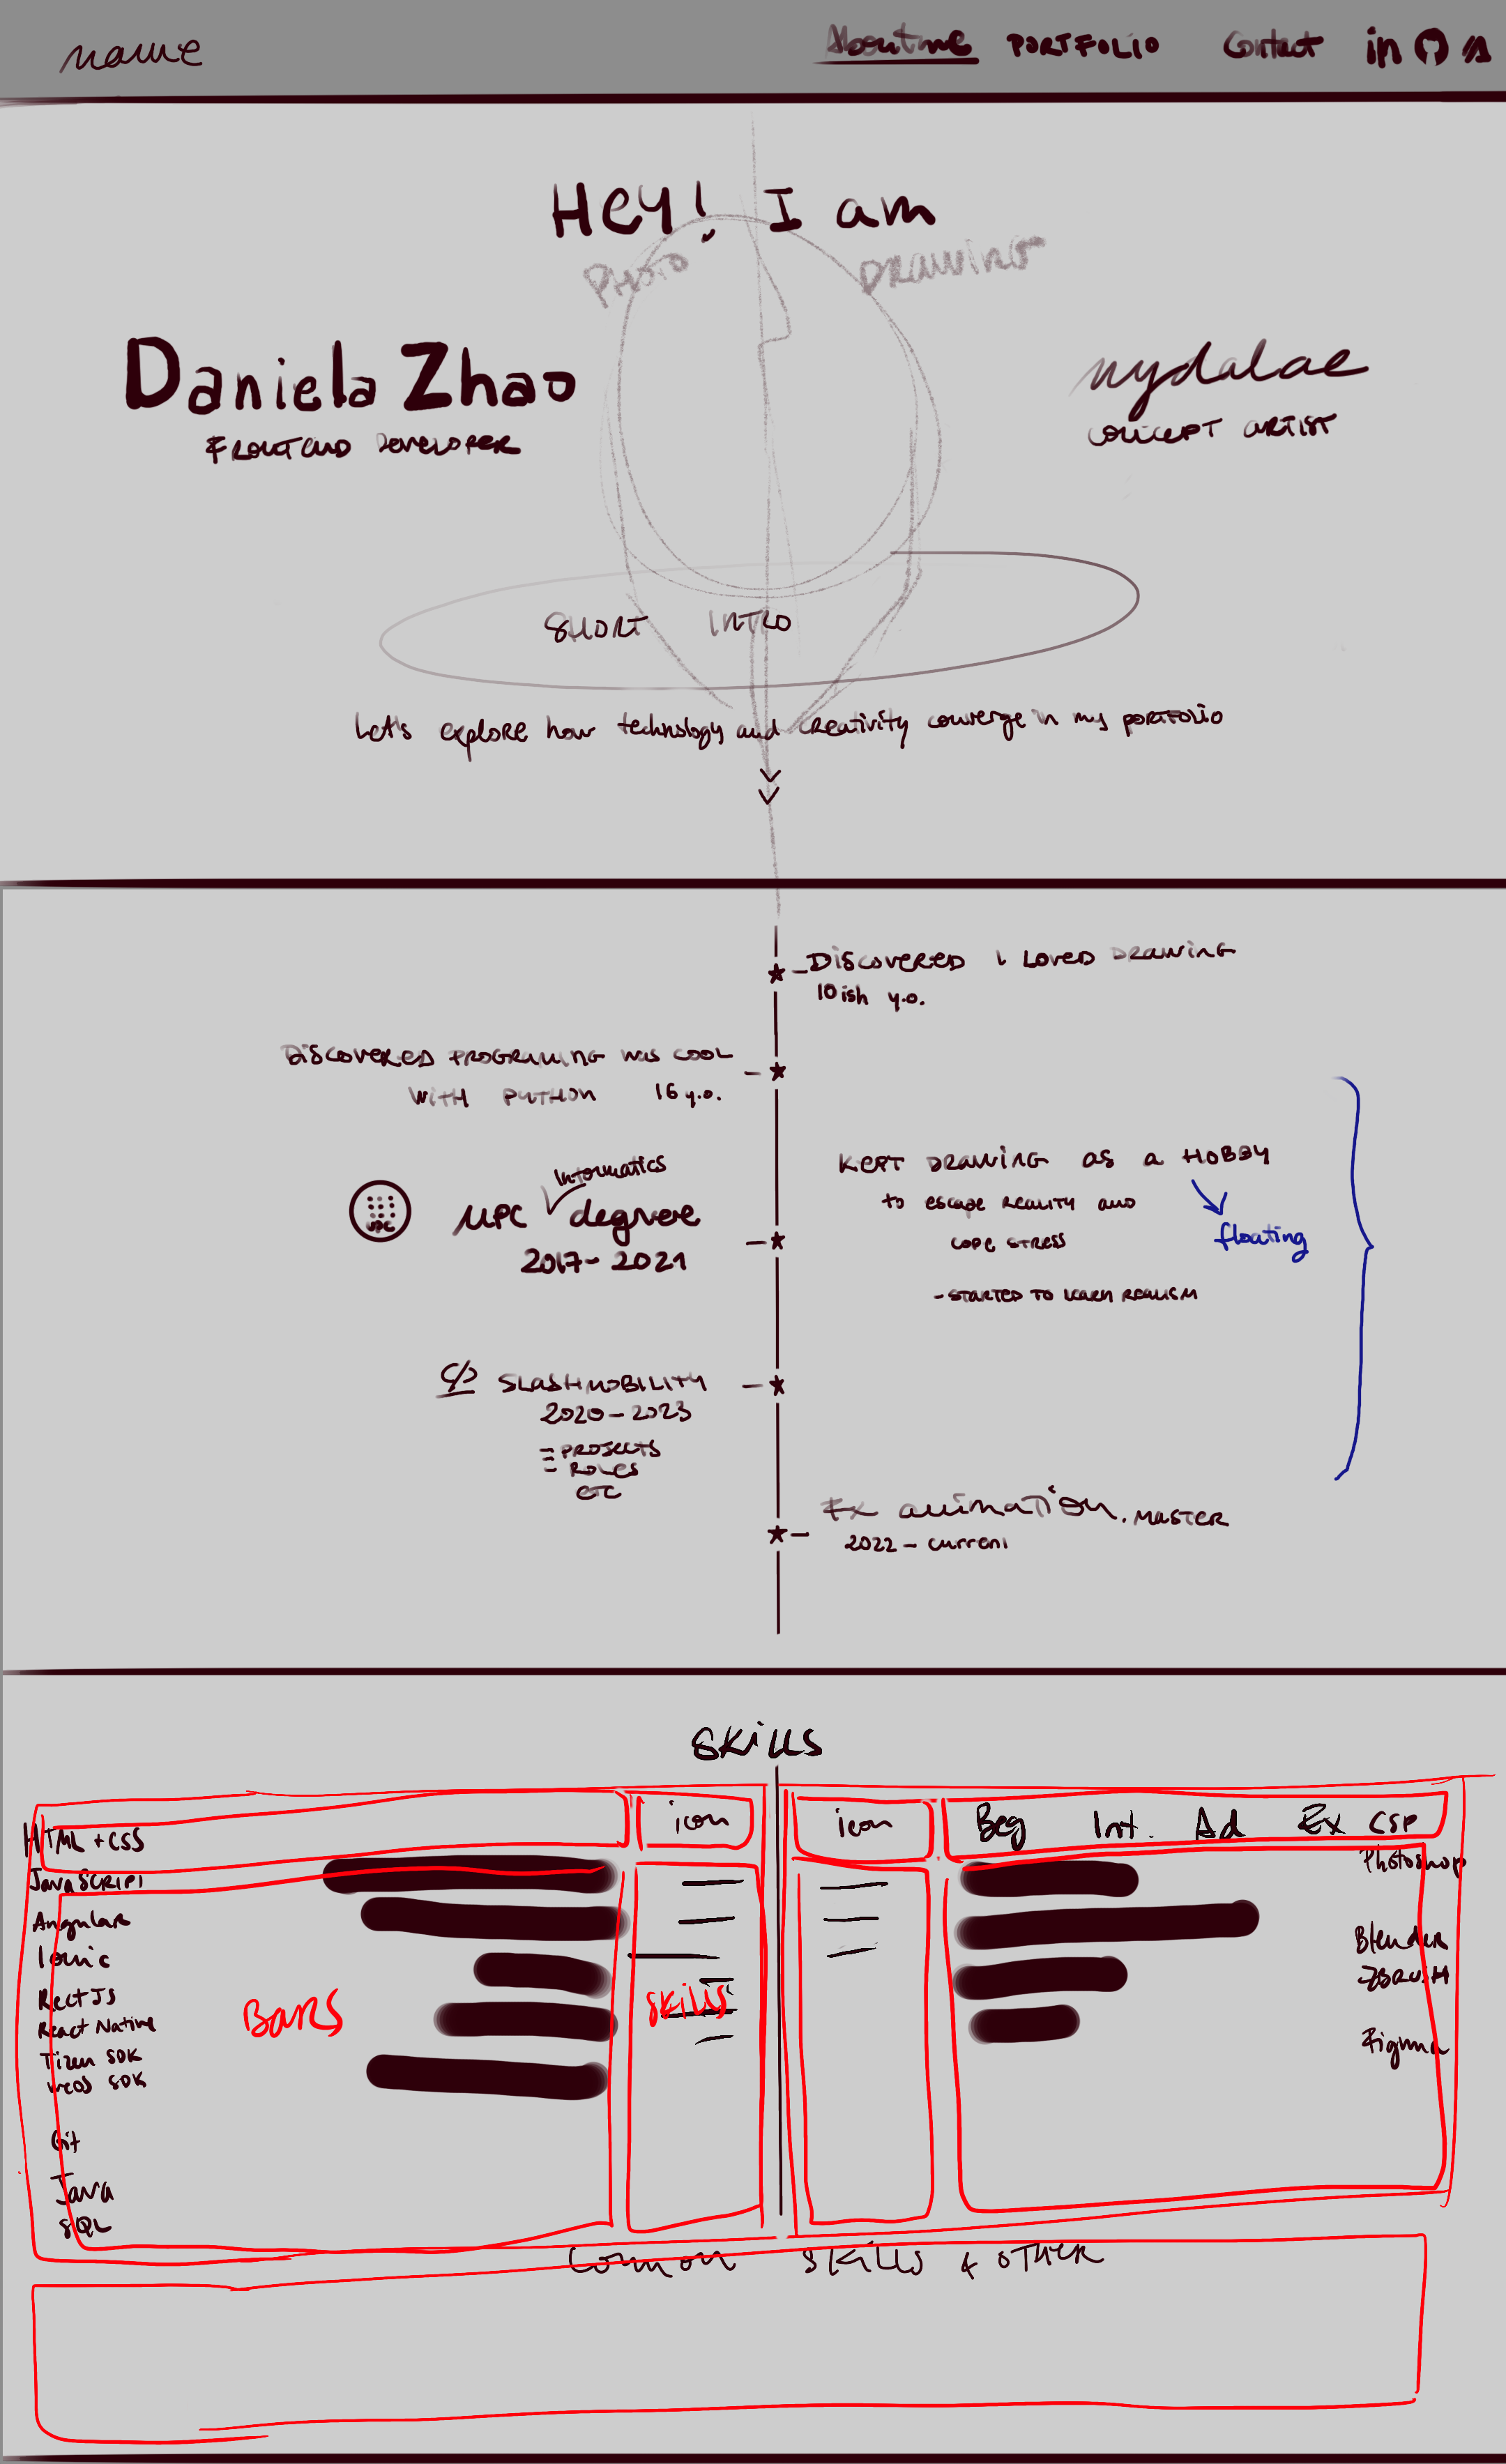 name
About me PORTFOLIO Contact in
HEY! I am
PHOTO DRAWING
Daniela Zhao nydalae
FRONTEND DEVELOPER CONCEPT ARTIST
SHORT INTRO
Let's explore how technology and creativity converge in my portfolio
DISCOVERED I LOVED DRAWING
10 ish y.o.
DISCOVERED PROGRAMING WAS COOL
WITH PYTHON 16 y.o.
KEPT DRAWING AS A HOBBY
TO ESCAPE REALITY AND
COPE STRESS
floating
- STARTED TO LEARN REALISM
Informatics
UPC
UPC degree
2017 - 2021
</> SLASHMOBILITY
2020 - 2023
PROJECTS
ROLES
ETC
FX animation. MASTER
2022 - current
SKILLS
icon icon Beg Int. Ad Ex CSP
HTML + CSS
JAVASCRIPT
Angular
Ionic
RectJS
React Native
Tizen SDK
WEOS SDK
Git
Java
SQL
BARS
SKILLS
Photoshop
Blender
ZBRUSH
Figma
Common SKILLS & OTHER